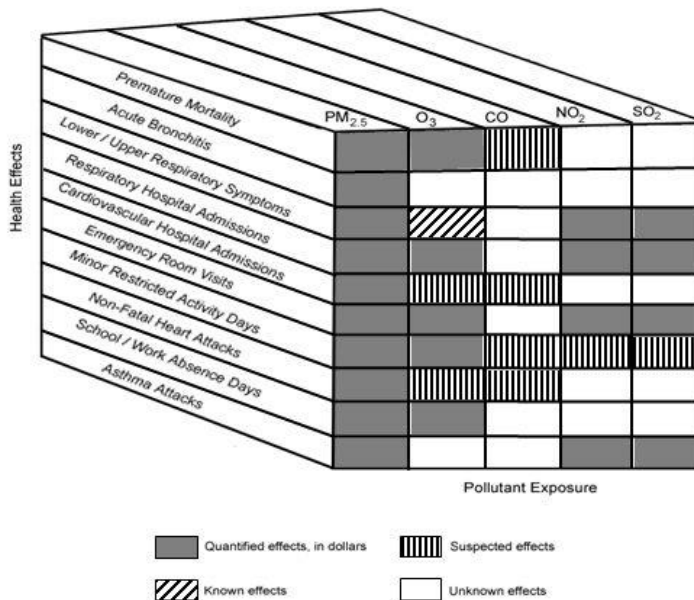 Health Effects
Premature Mortality
Acute Bronchitis
Lower / Upper Respiratory Symptoms
Respiratory Hospital Admissions
Cardiovascular Hospital Admissions
Emergency Room Visits
Minor Restricted Activity Days
Non-Fatal Heart Attacks
School / Work Absence Days
Asthma Attacks
PM2.5 O3 CO NO2 SO2
Pollutant Exposure
Quantified effects, in dollars Suspected effects
Known effects Unknown effects